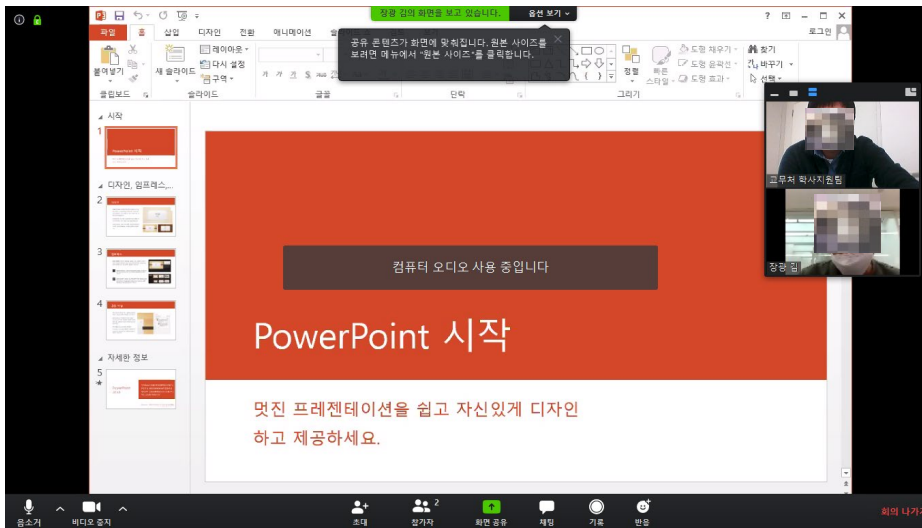 장광 김의 화면을 보고 있습니다.
옵션 보기
파일 홈 삽입 디자인 전환 애니메이션
로그인
공유 콘텐츠가 화면에 맞춰집니다. 원본 사이즈를
보려면 메뉴에서 "원본 사이즈"를 클릭합니다.
붙여넣기
새 슬라이드
레이아웃
다시 설정
구역
정렬
빠른
스타일
도형 채우기
도형 윤곽선
도형 효과
찾기
바꾸기
선택
클립보드
슬라이드
글꼴
단락
그리기
시작
1
디자인, 임프레스,...
2
3
4
자세한 정보
5
컴퓨터 오디오 사용 중입니다
PowerPoint 시작
멋진 프레젠테이션을 쉽고 자신있게 디자인
하고 제공하세요.
교무처 학사지원팀
장광 김
음소거
비디오 중지
초대
참가자
2
화면 공유
채팅
기록
반응
회의 나가